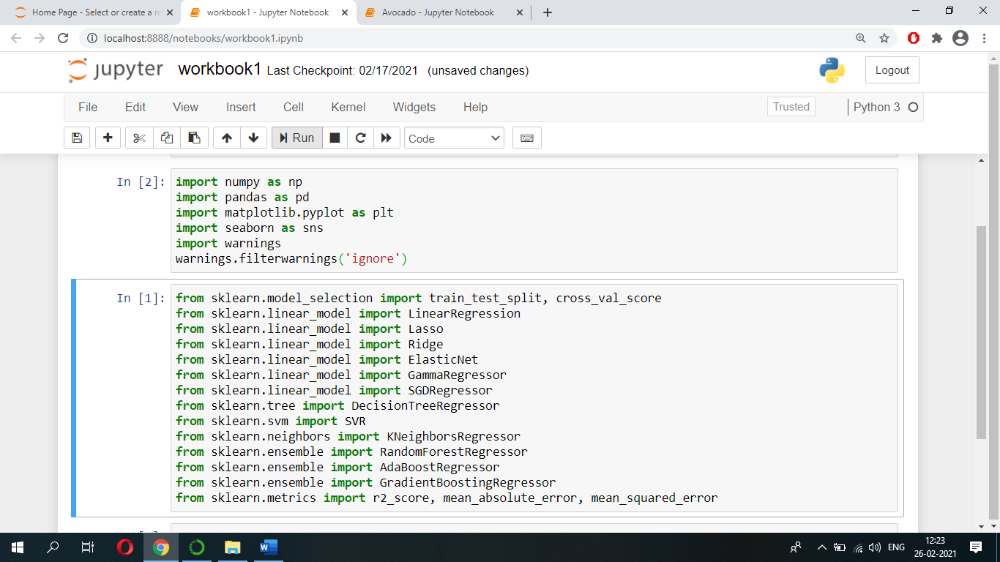 Home Page - Select or create a n
workbook1 - Jupyter Notebook
Avocado - Jupyter Notebook
localhost:8888/notebooks/workbook1.ipynb
jupyter workbook1 Last Checkpoint: 02/17/2021 (unsaved changes)
Logout
File Edit View Insert Cell Kernel Widgets Help
Trusted
Python 3
Run
Code
In [2]:
import numpy as np
import pandas as pd
import matplotlib.pyplot as plt
import seaborn as sns
import warnings
warnings.filterwarnings('ignore')
In [1]:
from sklearn.model_selection import train_test_split, cross_val_score
from sklearn.linear_model import LinearRegression
from sklearn.linear_model import Lasso
from sklearn.linear_model import Ridge
from sklearn.linear_model import ElasticNet
from sklearn.linear_model import GammaRegressor
from sklearn.linear_model import SGDRegressor
from sklearn.tree import DecisionTreeRegressor
from sklearn.svm import SVR
from sklearn.neighbors import KNeighborsRegressor
from sklearn.ensemble import RandomForestRegressor
from sklearn.ensemble import AdaBoostRegressor
from sklearn.ensemble import GradientBoostingRegressor
from sklearn.metrics import r2_score, mean_absolute_error, mean_squared_error
ENG
12:23
26-02-2021